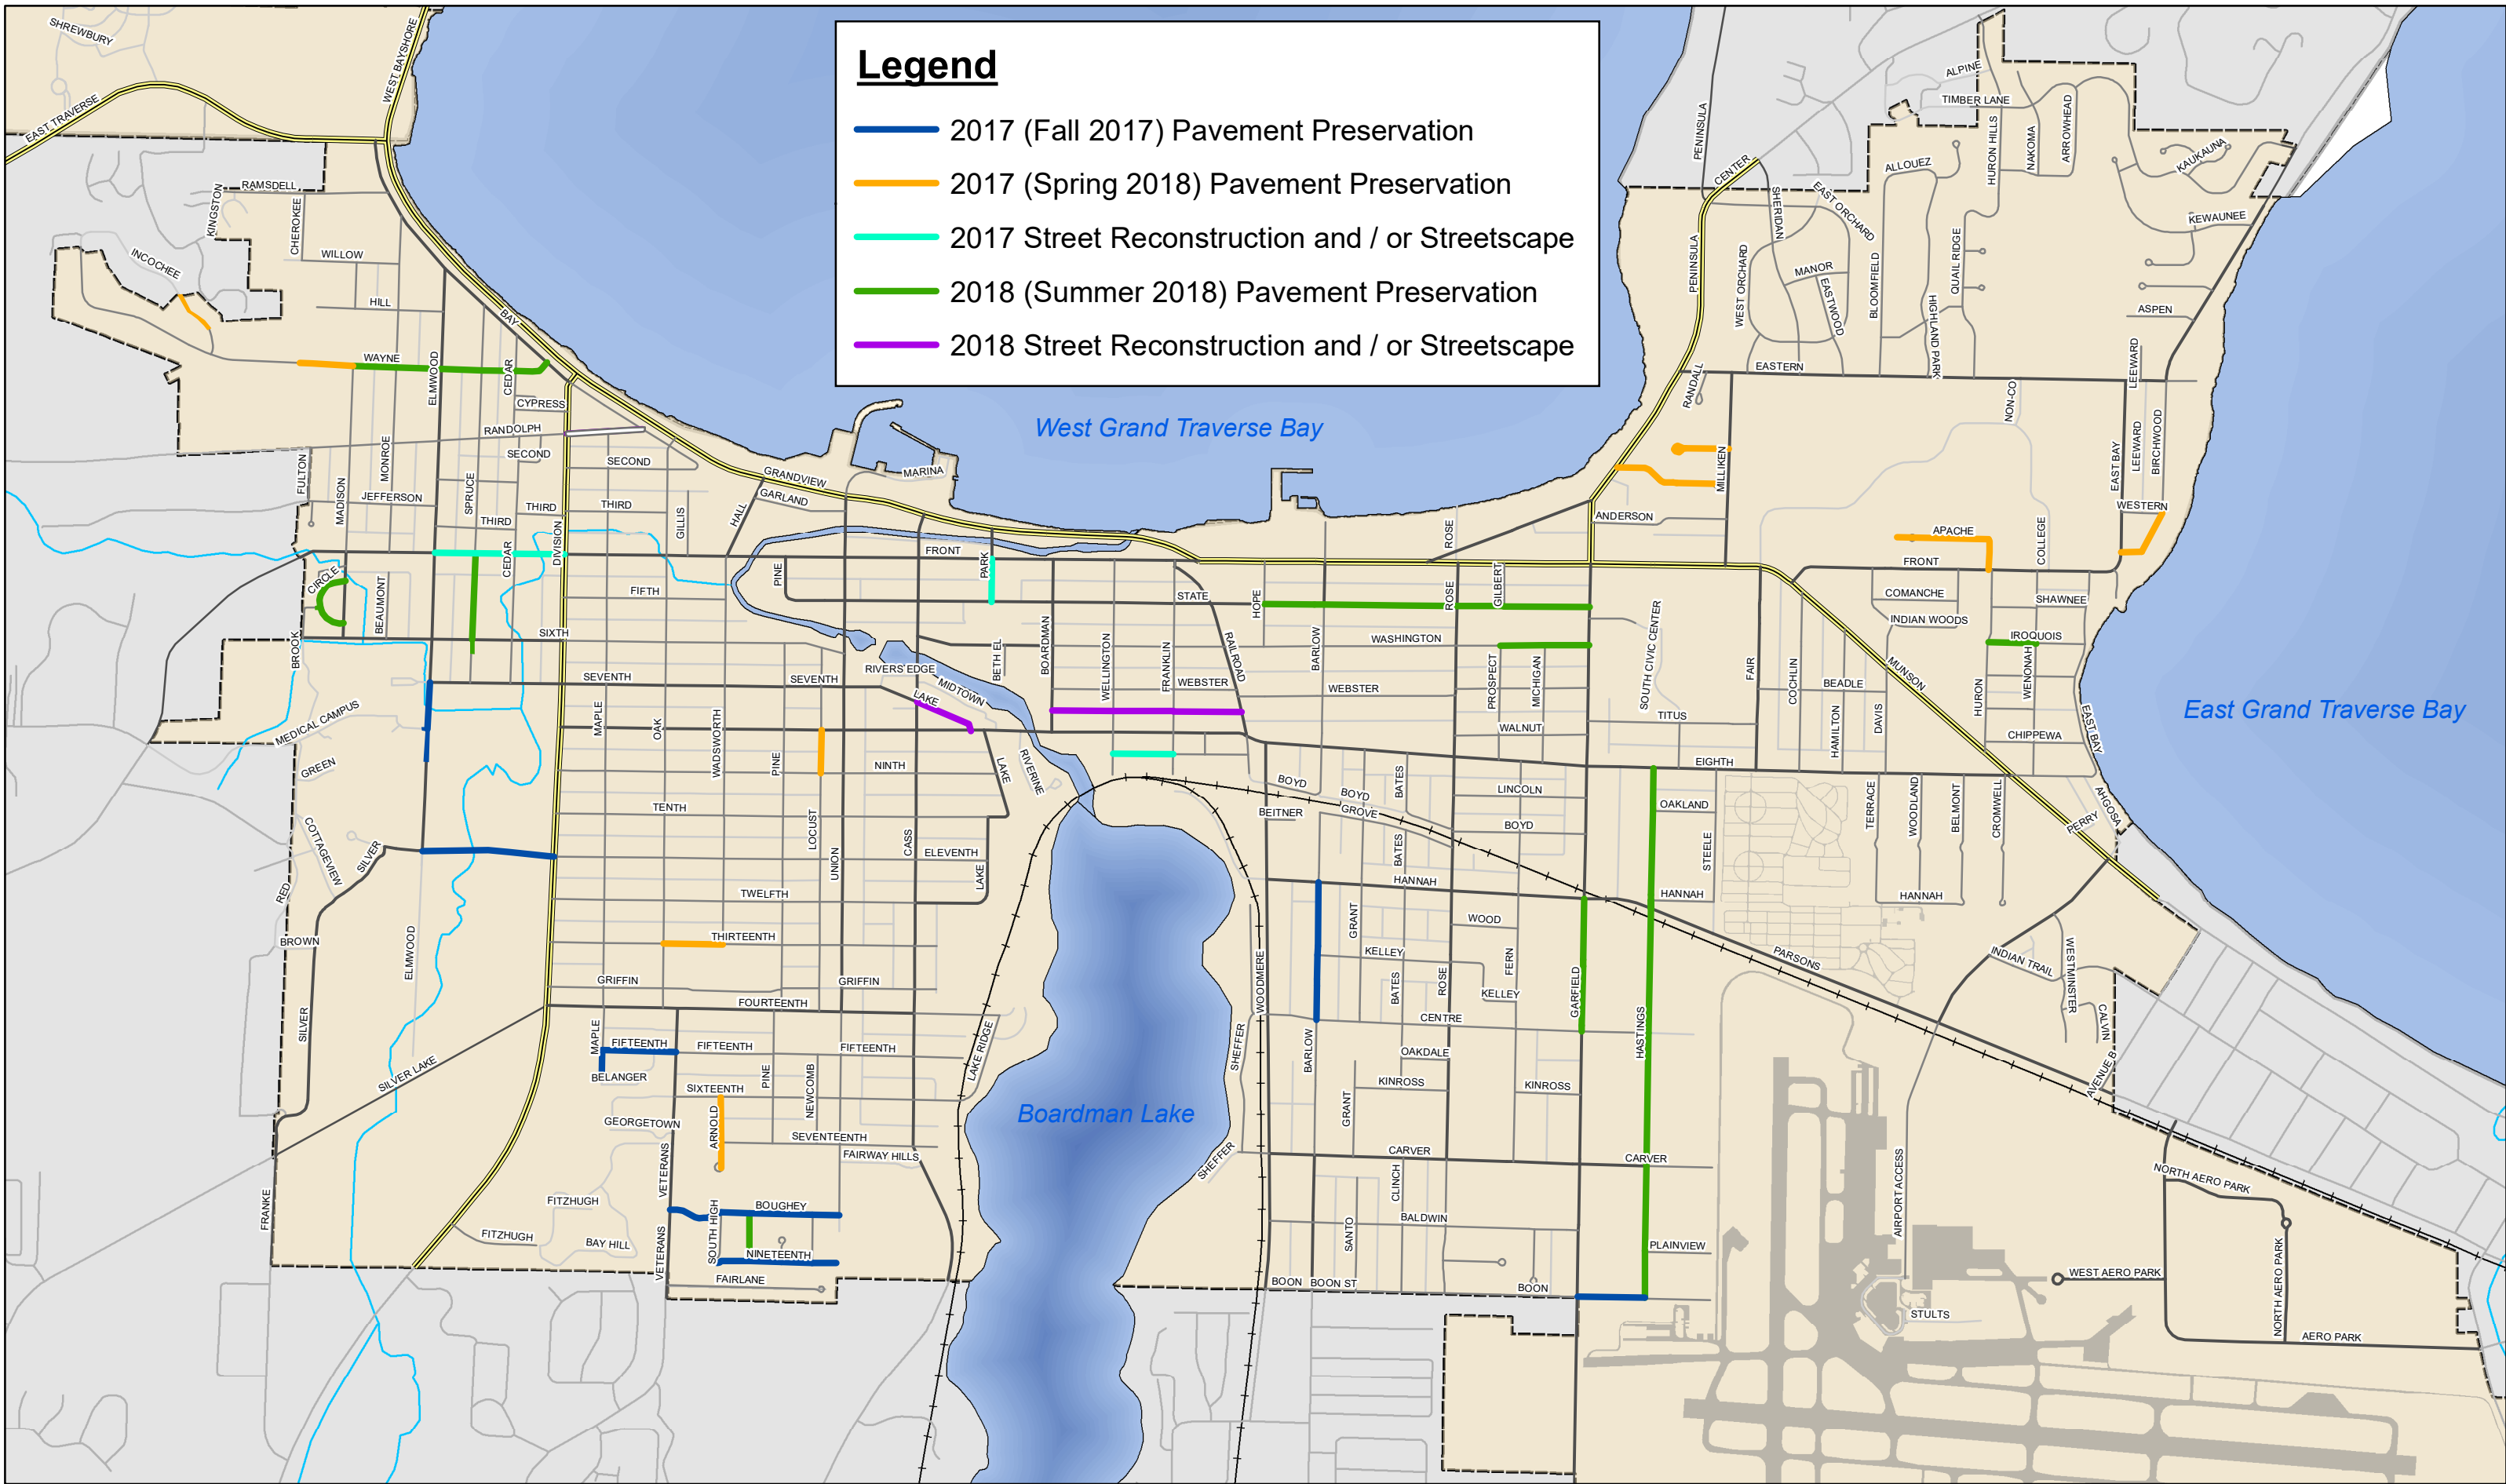 Legend
2017 (Fall 2017) Pavement Preservation
2017 (Spring 2018) Pavement Preservation
2017 Street Reconstruction and / or Streetscape
2018 (Summer 2018) Pavement Preservation
2018 Street Reconstruction and / or Streetscape
West Grand Traverse Bay
East Grand Traverse Bay
Boardman Lake
SHREWBURY
WEST BAYSHORE
EAST TRAVERSE
RAMSDELL
KINGSTON
CHEROKEE
WILLOW
INCOCHEE
HILL
BAY
WAYNE
ELMWOOD
CEDAR
CYPRESS
RANDOLPH
SECOND
SECOND
MONROE
FULTON
MADISON
JEFFERSON
SPRUCE
THIRD
THIRD
THIRD
DIVISION
CEDAR
GILLIS
HALL
GRANDVIEW
GARLAND
MARINA
FRONT
PARK
PINE
CIRCLE
BEAUMONT
BROOK
FIFTH
SIXTH
STATE
HOPE
BOARDMAN
BETH EL
WELLINGTON
FRANKLIN
RAILROAD
WEBSTER
WEBSTER
WASHINGTON
BARLOW
ROSE
ROSE
GILBERT
PROSPECT
MICHIGAN
WALNUT
SEVENTH
SEVENTH
RIVERS EDGE
MIDTOWN
LAKE
LAKE
LAKE
RIVERINE
MEDICAL CAMPUS
GREEN
COTTAGEVIEW
SILVER
RED
BROWN
ELMWOOD
SILVER
SILVER LAKE
FRANKE
MAPLE
OAK
WADSWORTH
PINE
LOCUST
UNION
CASS
NINTH
TENTH
ELEVENTH
TWELFTH
THIRTEENTH
GRIFFIN
GRIFFIN
FOURTEENTH
MAPLE
FIFTEENTH
FIFTEENTH
FIFTEENTH
BELANGER
SIXTEENTH
PINE
NEWCOMB
GEORGETOWN
ARNOLD
SEVENTEENTH
FAIRWAY HILLS
LAKE RIDGE
VETERANS
VETERANS
FITZHUGH
FITZHUGH
BAY HILL
SOUTH HIGH
BOUGHEY
NINETEENTH
FAIRLANE
PENINSULA
PENINSULA
CENTER
SHERIDAN
EAST ORCHARD
WEST ORCHARD
MANOR
EASTWOOD
BLOOMFIELD
HIGHLAND PARK
QUAIL RIDGE
ALLOUEZ
ALPINE
TIMBER LANE
HURON HILLS
NAKOMA
ARROWHEAD
KAUKAUNA
KEWAUNEE
ASPEN
LEEWARD
LEEWARD
BIRCHWOOD
EAST BAY
WESTERN
EASTERN
RANDALL
MILLIKEN
ANDERSON
NON-CO
APACHE
COLLEGE
FRONT
COMANCHE
SHAWNEE
INDIAN WOODS
IROQUOIS
WENONAH
HURON
CHIPPEWA
EAST BAY
MUNSON
SOUTH CIVIC CENTER
FAIR
COCHLIN
BEADLE
HAMILTON
DAVIS
TITUS
EIGHTH
BOYD
BOYD
BATES
GROVE
BEITNER
LINCOLN
BOYD
OAKLAND
STEELE
TERRACE
WOODLAND
BELMONT
CROMWELL
AHGOSA
PERRY
BATES
HANNAH
HANNAH
HANNAH
GRANT
WOOD
KELLEY
BATES
ROSE
FERN
KELLEY
WOODMERE
SHEFFER
BARLOW
CENTRE
GARFIELD
HASTINGS
OAKDALE
KINROSS
KINROSS
GRANT
SHEFFER
CARVER
CARVER
CLINCH
SANTO
BALDWIN
PLAINVIEW
BOON
BOON ST
BOON
PARSONS
INDIAN TRAIL
WESTMINSTER
CALVIN
AVENUE B
AIRPORT ACCESS
NORTH AERO PARK
NORTH AERO PARK
WEST AERO PARK
STULTS
AERO PARK